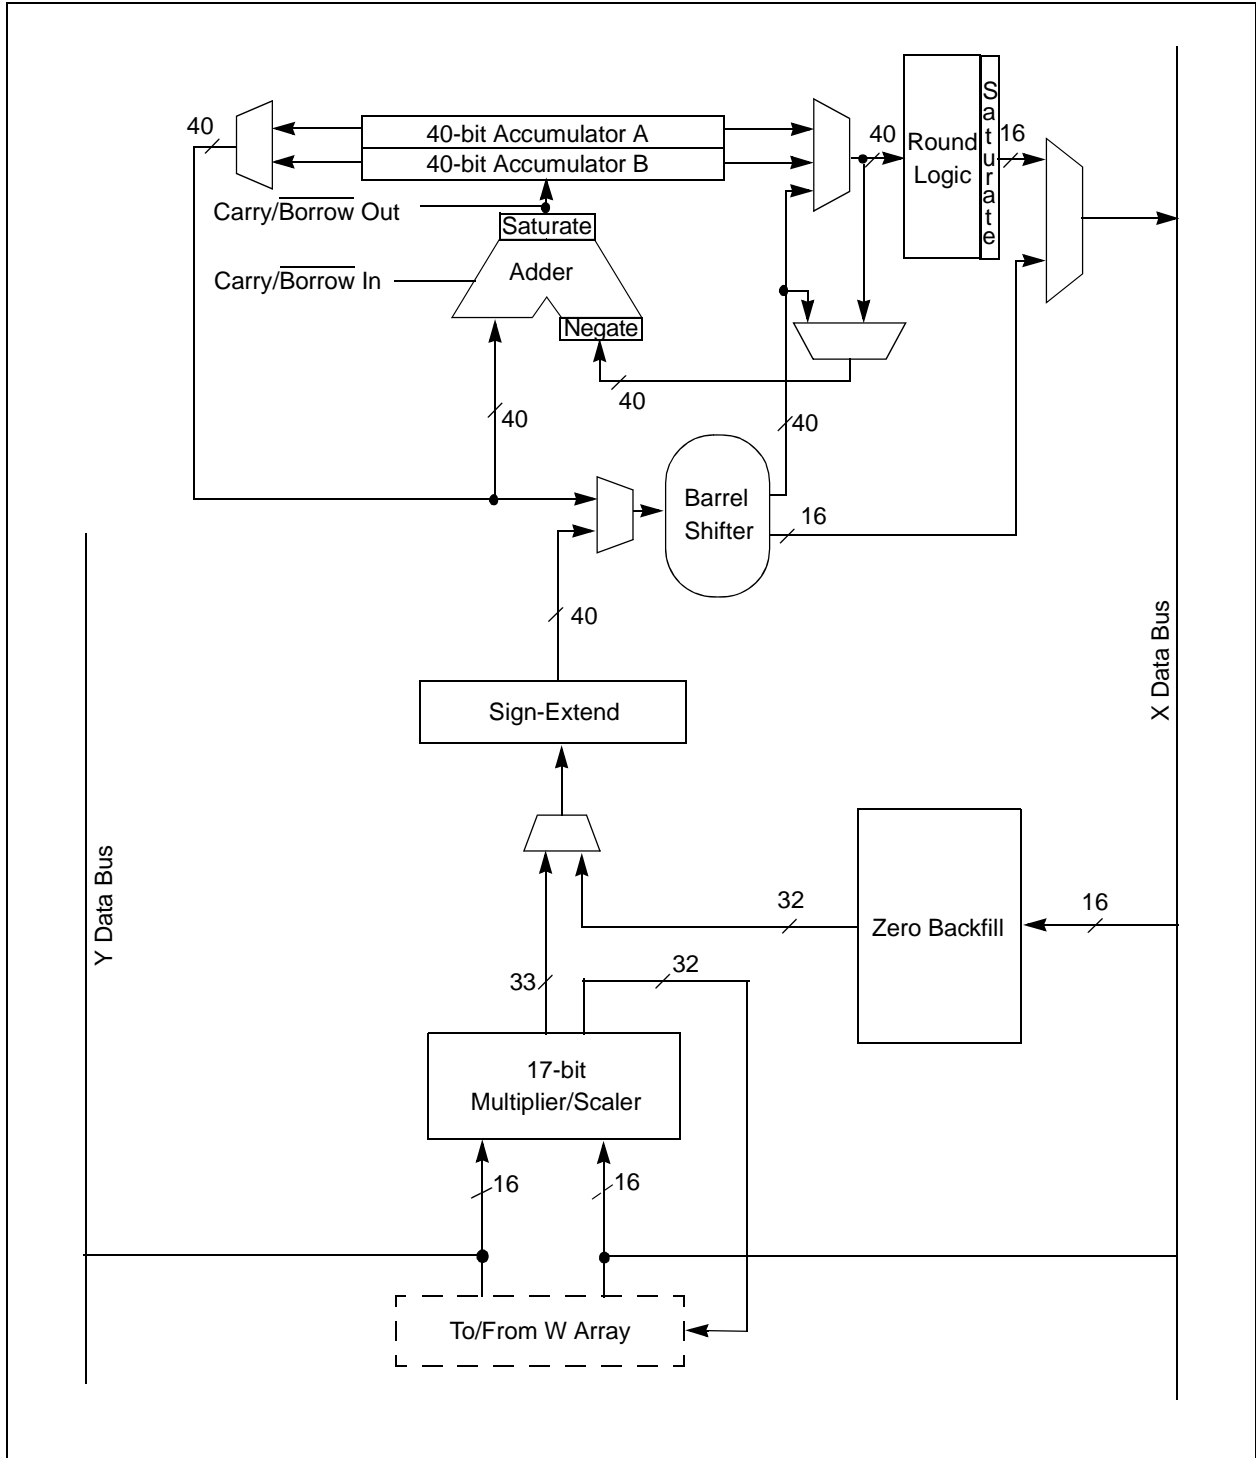 40
40-bit Accumulator A
40-bit Accumulator B
Carry/Borrow Out
Saturate
Carry/Borrow In
Adder
Negate
40
40
40
Round
Logic
Saturate
16
40
Barrel
Shifter
16
40
Sign-Extend
X Data Bus
Y Data Bus
32
Zero Backfill
16
33
32
17-bit
Multiplier/Scaler
16
16
To/From W Array